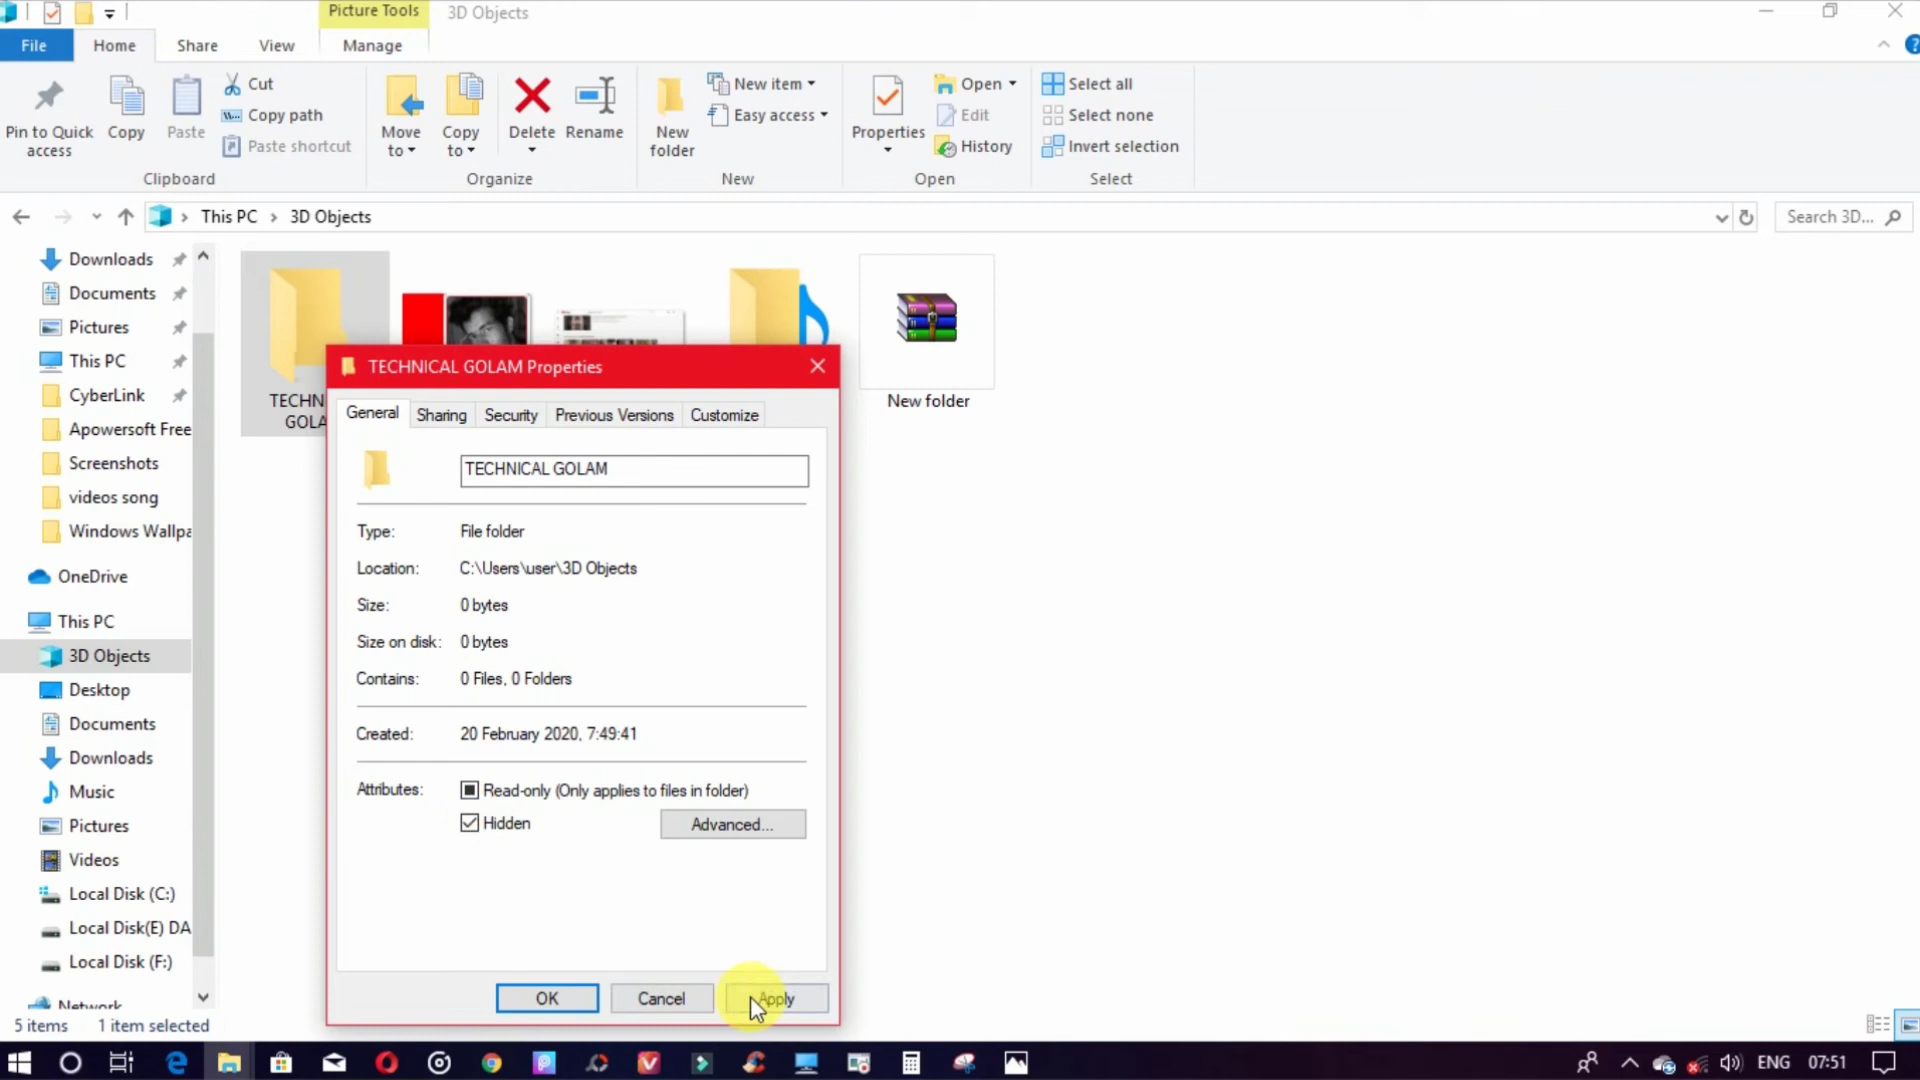 Picture Tools
3D Objects
File
Home
Share
View
Manage
Pin to Quick
access
Copy
Paste
Cut
Copy path
Paste shortcut
Clipboard
Move
to
Copy
to
Delete
Rename
Organize
New
folder
New item
Easy access
New
Properties
Open
Edit
History
Open
Select all
Select none
Invert selection
Select
This PC
3D Objects
Search 3D...
Downloads
Documents
Pictures
This PC
CyberLink
Apowersoft Free
Screenshots
videos song
Windows Wallpa
OneDrive
This PC
3D Objects
Desktop
Documents
Downloads
Music
Pictures
Videos
Local Disk (C:)
Local Disk(E) DA
Local Disk (F:)
Network
TECHN
GOLA
New folder
TECHNICAL GOLAM Properties
General
Sharing
Security
Previous Versions
Customize
TECHNICAL GOLAM
Type: File folder
Location: C:\Users\user\3D Objects
Size: 0 bytes
Size on disk: 0 bytes
Contains: 0 Files, 0 Folders
Created: 20 February 2020, 7:49:41
Attributes: Read-only (Only applies to files in folder)
Hidden
Advanced...
OK
Cancel
Apply
5 items
1 item selected
ENG
07:51